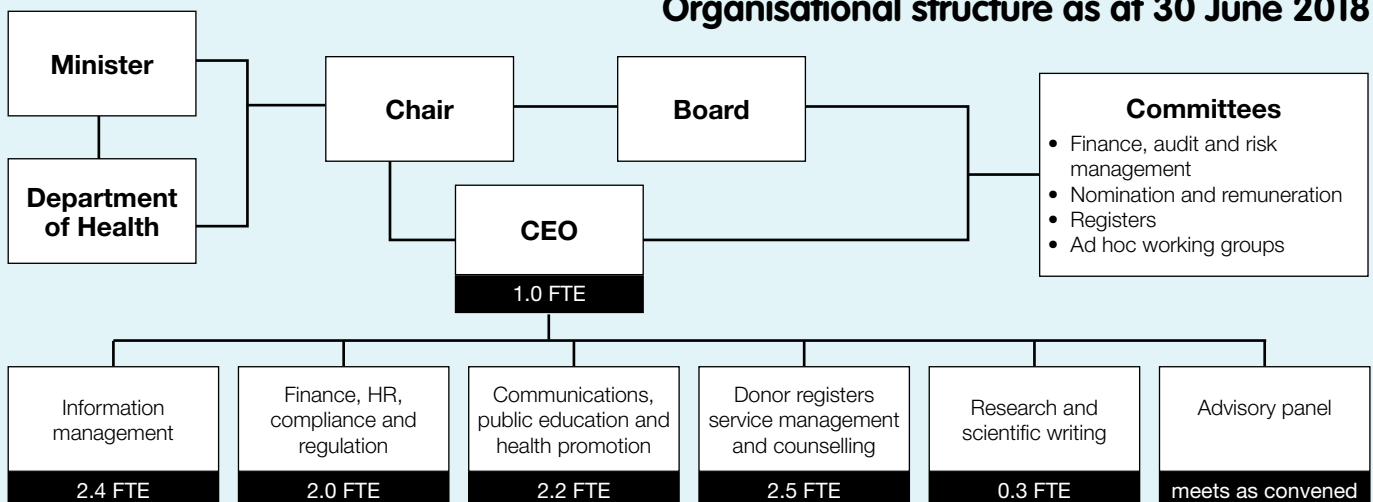 Organisational structure as at 30 June 2018
Minister
Department
of Health
Chair
Board
CEO
1.0 FTE
Committees
• Finance, audit and risk
management
• Nomination and remuneration
• Registers
• Ad hoc working groups
Information
management
2.4 FTE
Finance, HR,
compliance and
regulation
2.0 FTE
Communications,
public education and
health promotion
2.2 FTE
Donor registers
service management
and counselling
2.5 FTE
Research and
scientific writing
0.3 FTE
Advisory panel
meets as convened